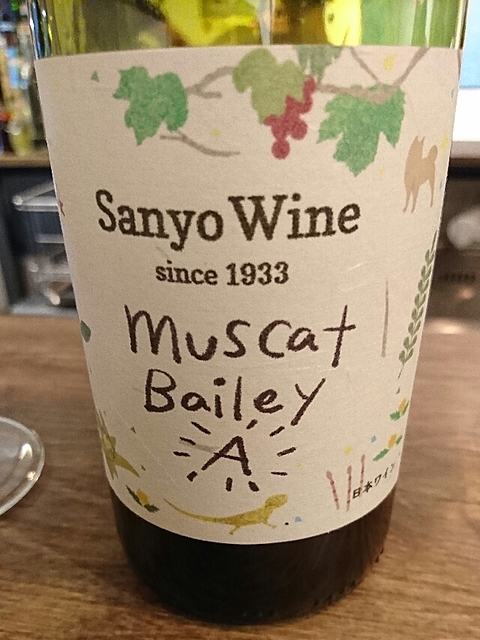 Sanyo Wine
since 1933
Muscat
Bailey
A
日本ワイン